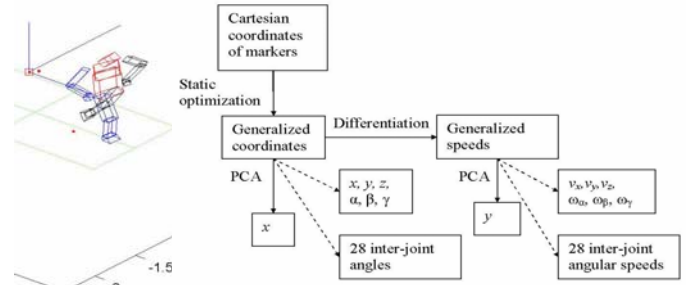 Cartesian
coordinates
of markers
Static
optimization
Generalized
coordinates
Differentiation
Generalized
speeds
PCA
x, y, z,
α, β, γ
x
28 inter-joint
angles
PCA
vx, vy, vz,
ωα, ωβ, ωγ
y
28 inter-joint
angular speeds
-1.5